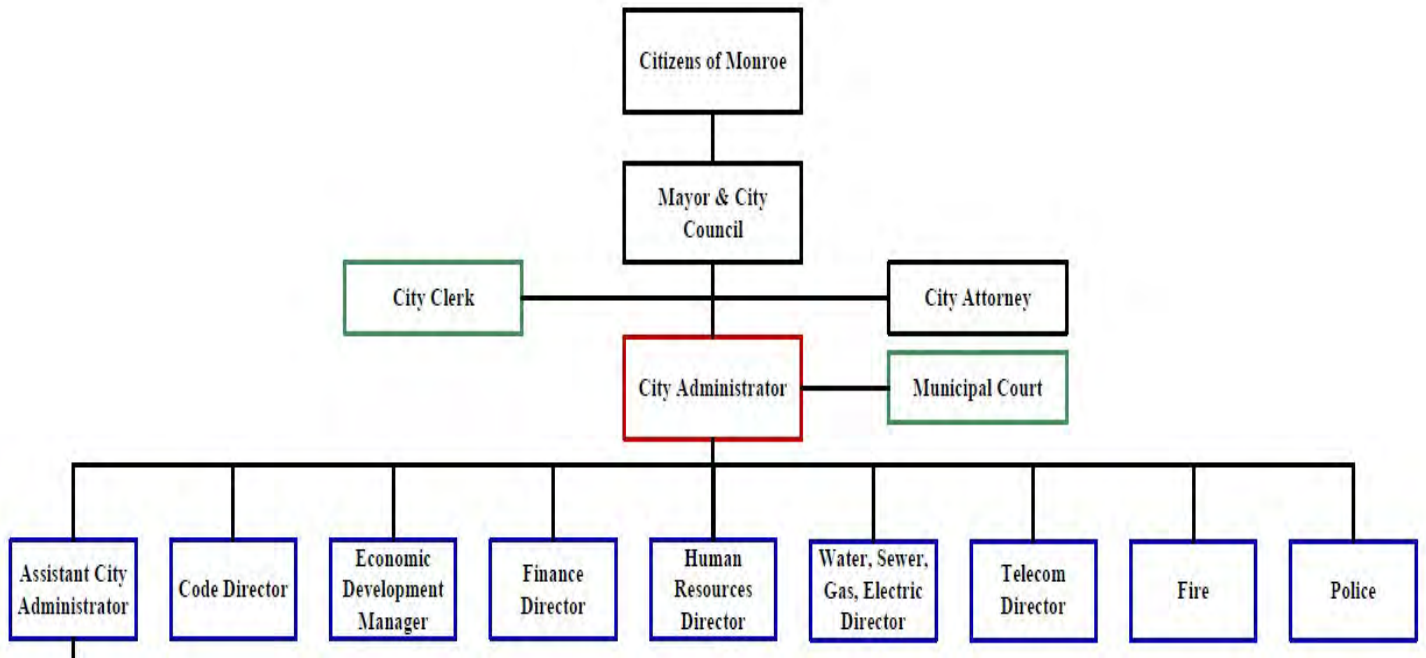 Citizens of Monroe
Mayor & City
Council
City Clerk
City Attorney
City Administrator
Municipal Court
Assistant City
Administrator
Code Director
Economic
Development
Manager
Finance
Director
Human
Resources
Director
Water, Sewer,
Gas, Electric
Director
Telecom
Director
Fire
Police